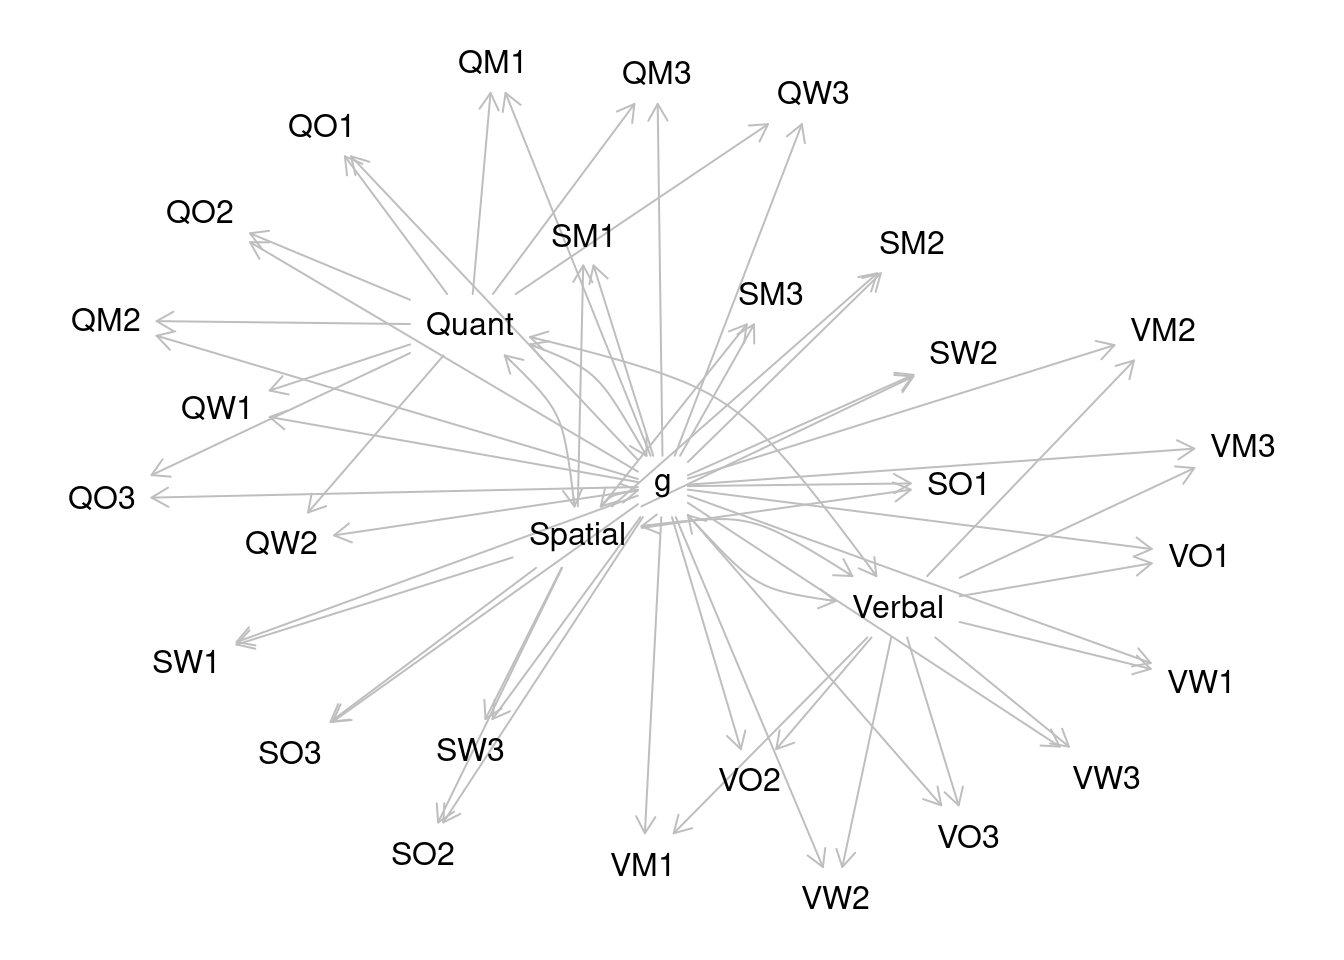 QM1
QM3
QW3
QO1
QO2
SM1
SM2
SM3
QM2
Quant
VM2
SW2
QW1
VM3
g
SO1
QO3
Spatial
QW2
VO1
Verbal
SW1
VW1
SO3
SW3
VO2
VW3
VO3
SO2
VM1
VW2